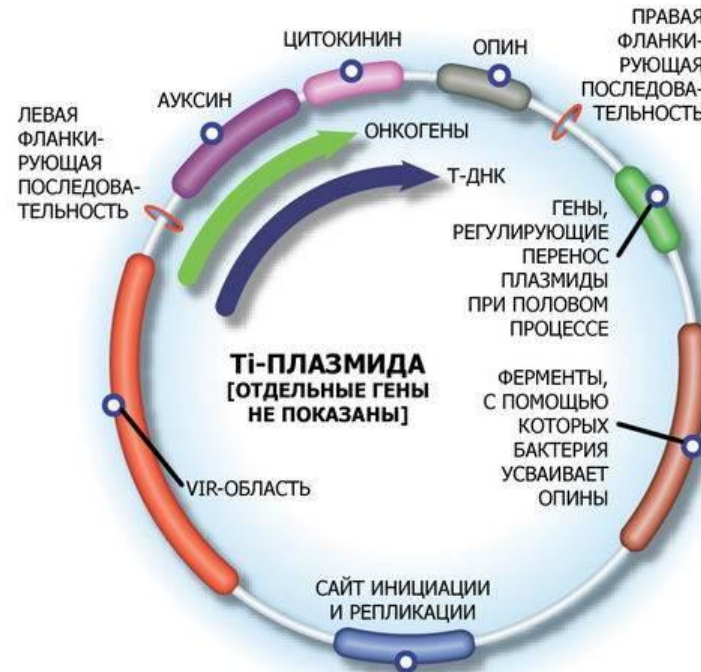 ЦИТОКИНИН
ОПИН
ПРАВАЯ
ФЛАНКИ-
РУЮЩАЯ
ПОСЛЕДОВА-
ТЕЛЬНОСТЬ
АУКСИН
ЛЕВАЯ
ФЛАНКИ-
РУЮЩАЯ
ПОСЛЕДОВА-
ТЕЛЬНОСТЬ
ОНКОГЕНЫ
Т-ДНК
ГЕНЫ,
РЕГУЛИРУЮЩИЕ
ПЕРЕНОС
ПЛАЗМИДЫ
ПРИ ПОЛОВОМ
ПРОЦЕССЕ
Ti-ПЛАЗМИДА
[ОТДЕЛЬНЫЕ ГЕНЫ
НЕ ПОКАЗАНЫ]
ФЕРМЕНТЫ,
С ПОМОЩЬЮ
КОТОРЫХ
БАКТЕРИЯ
УСВАИВАЕТ
ОПИНЫ
VIR-ОБЛАСТЬ
САЙТ ИНИЦИАЦИИ
И РЕПЛИКАЦИИ